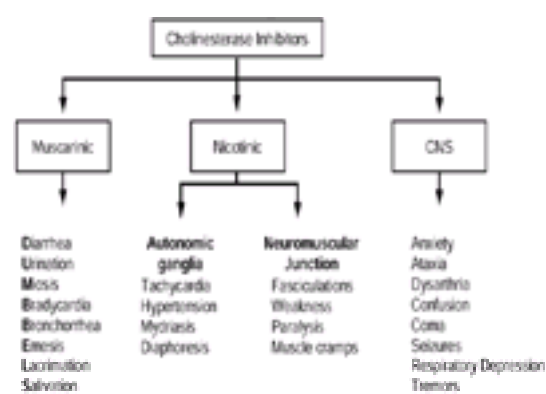 Cholinesterase Inhibitors
Muscarinic
Nicotinic
CNS
Diarrhea
Urination
Miosis
Bradycardia
Bronchorrhea
Emesis
Lacrimation
Salivation
Autonomic
ganglia
Tachycardia
Hypertension
Mydriasis
Diaphoresis
Neuromuscular
Junction
Fasciculations
Weakness
Paralysis
Muscle cramps
Anxiety
Ataxia
Dysarthria
Confusion
Coma
Seizures
Respiratory Depression
Tremors